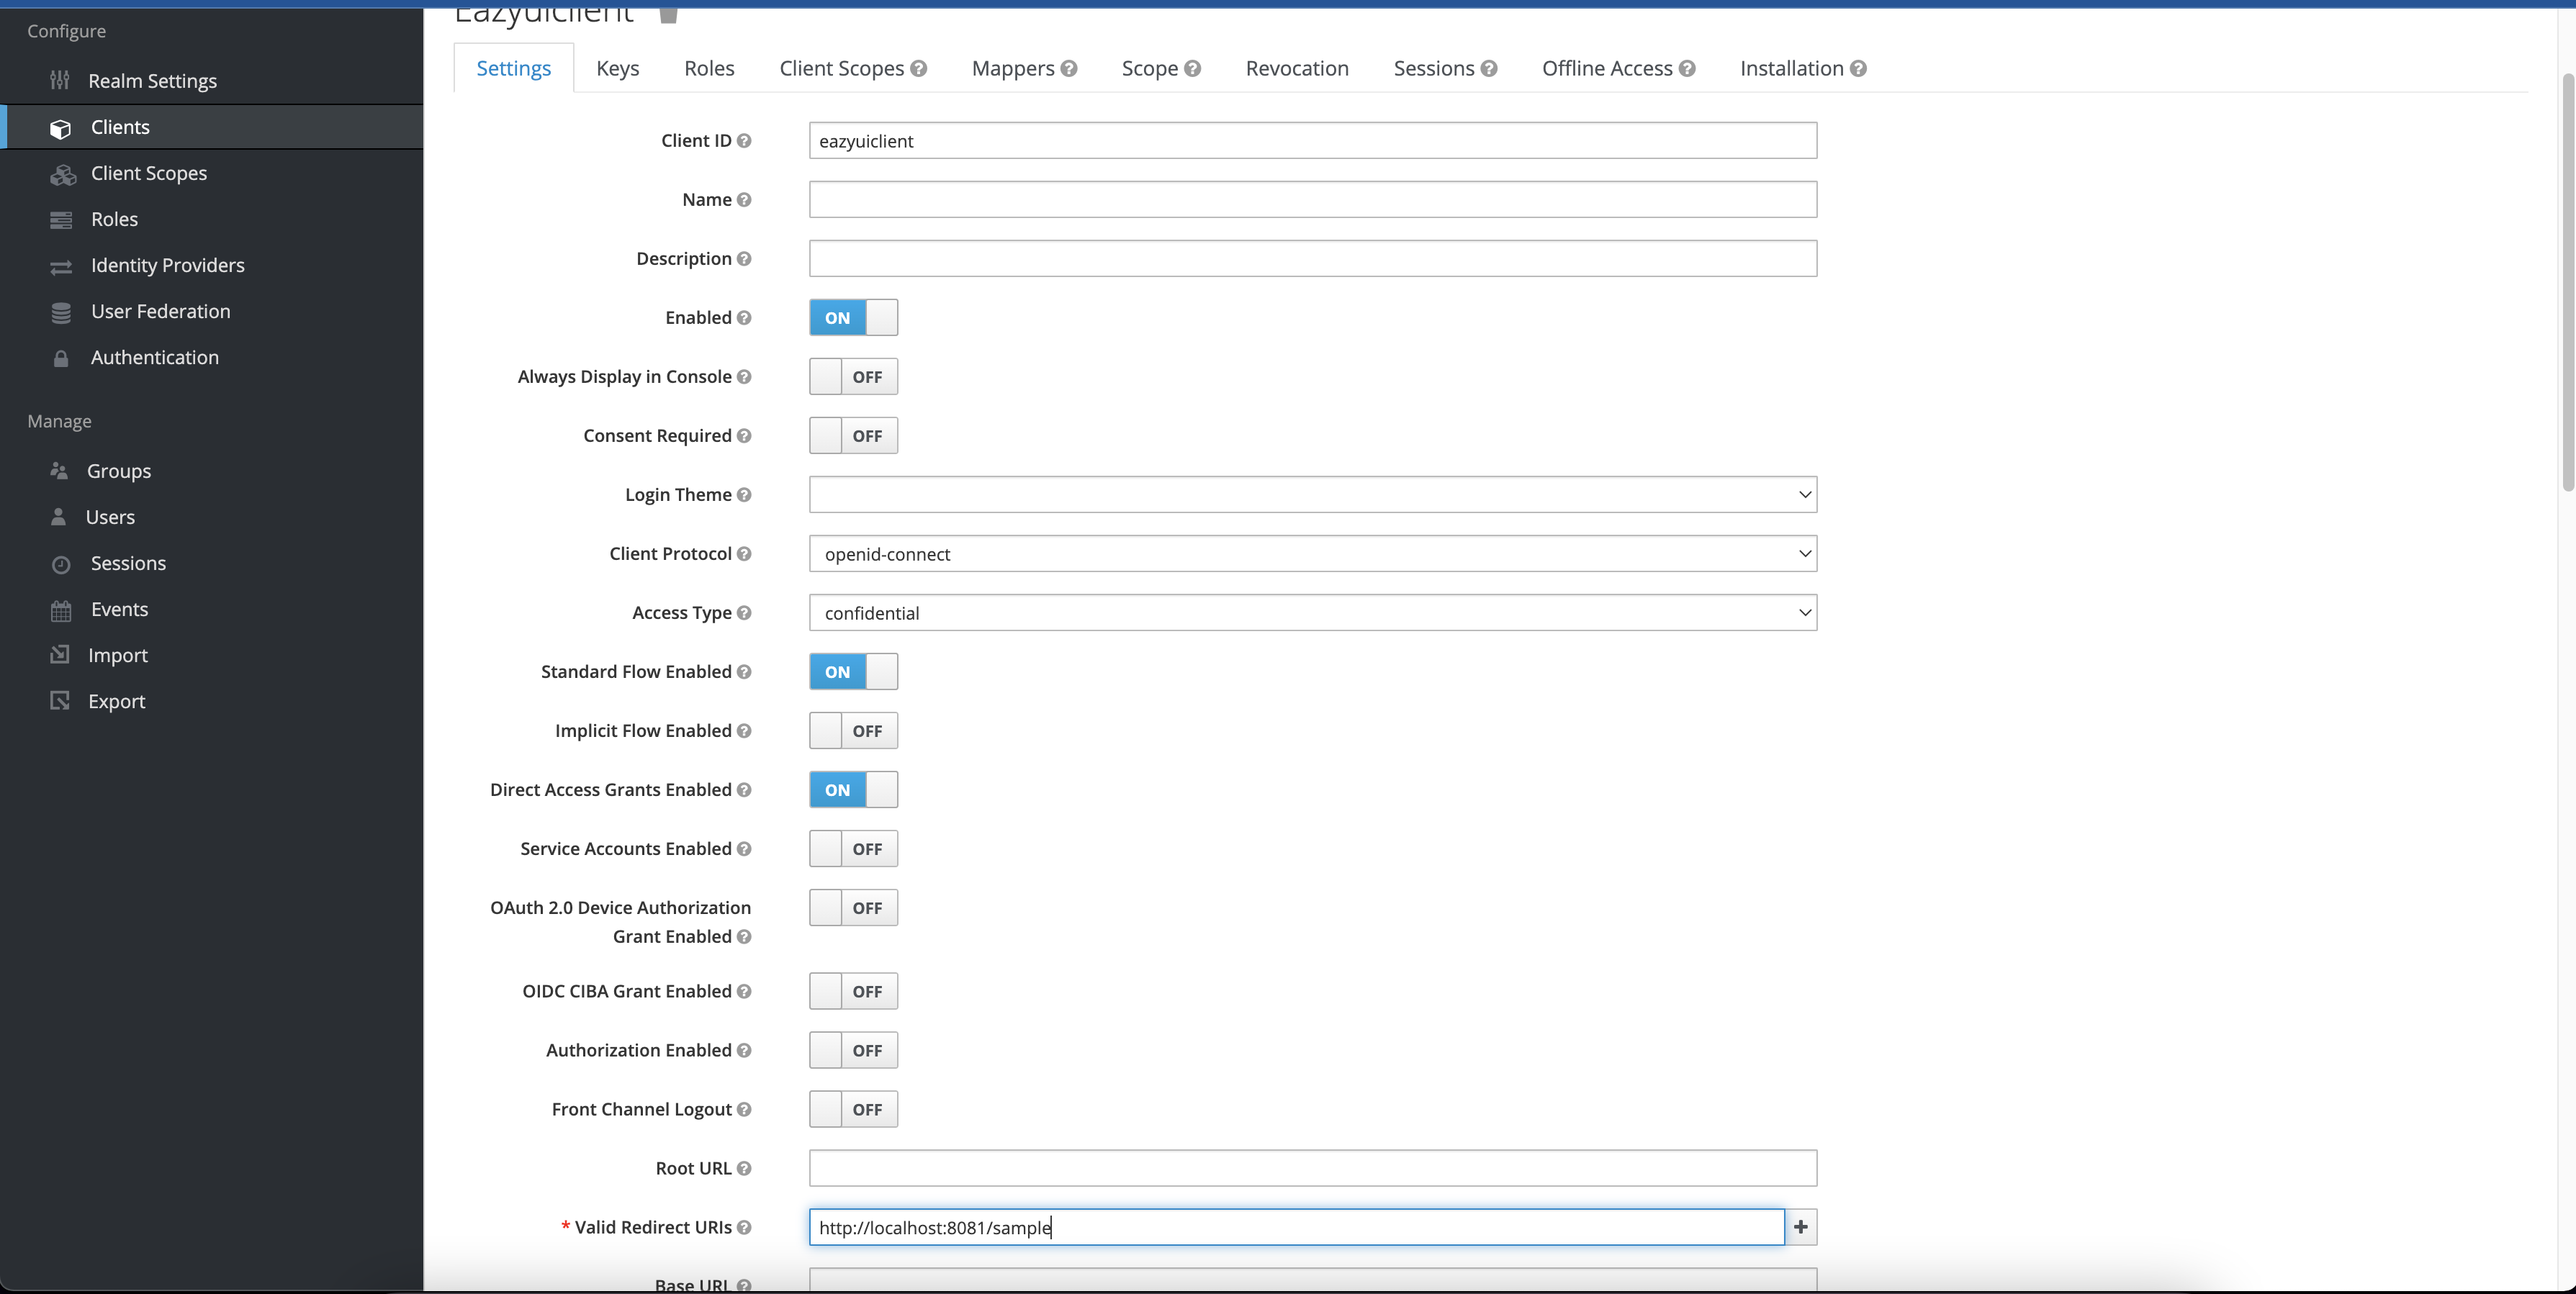 Configure
Realm Settings
Clients
Client Scopes
Roles
Identity Providers
User Federation
Authentication
Manage
Groups
Users
Sessions
Events
Import
Export
Eazyuiclient
Settings Keys Roles Client Scopes Mappers Scope Revocation Sessions Offline Access Installation
Client ID eazyuiclient
Name
Description
Enabled ON
Always Display in Console OFF
Consent Required OFF
Login Theme
Client Protocol openid-connect
Access Type confidential
Standard Flow Enabled ON
Implicit Flow Enabled OFF
Direct Access Grants Enabled ON
Service Accounts Enabled OFF
OAuth 2.0 Device Authorization OFF
Grant Enabled
OIDC CIBA Grant Enabled OFF
Authorization Enabled OFF
Front Channel Logout OFF
Root URL
* Valid Redirect URIs http://localhost:8081/sample +
Base URL